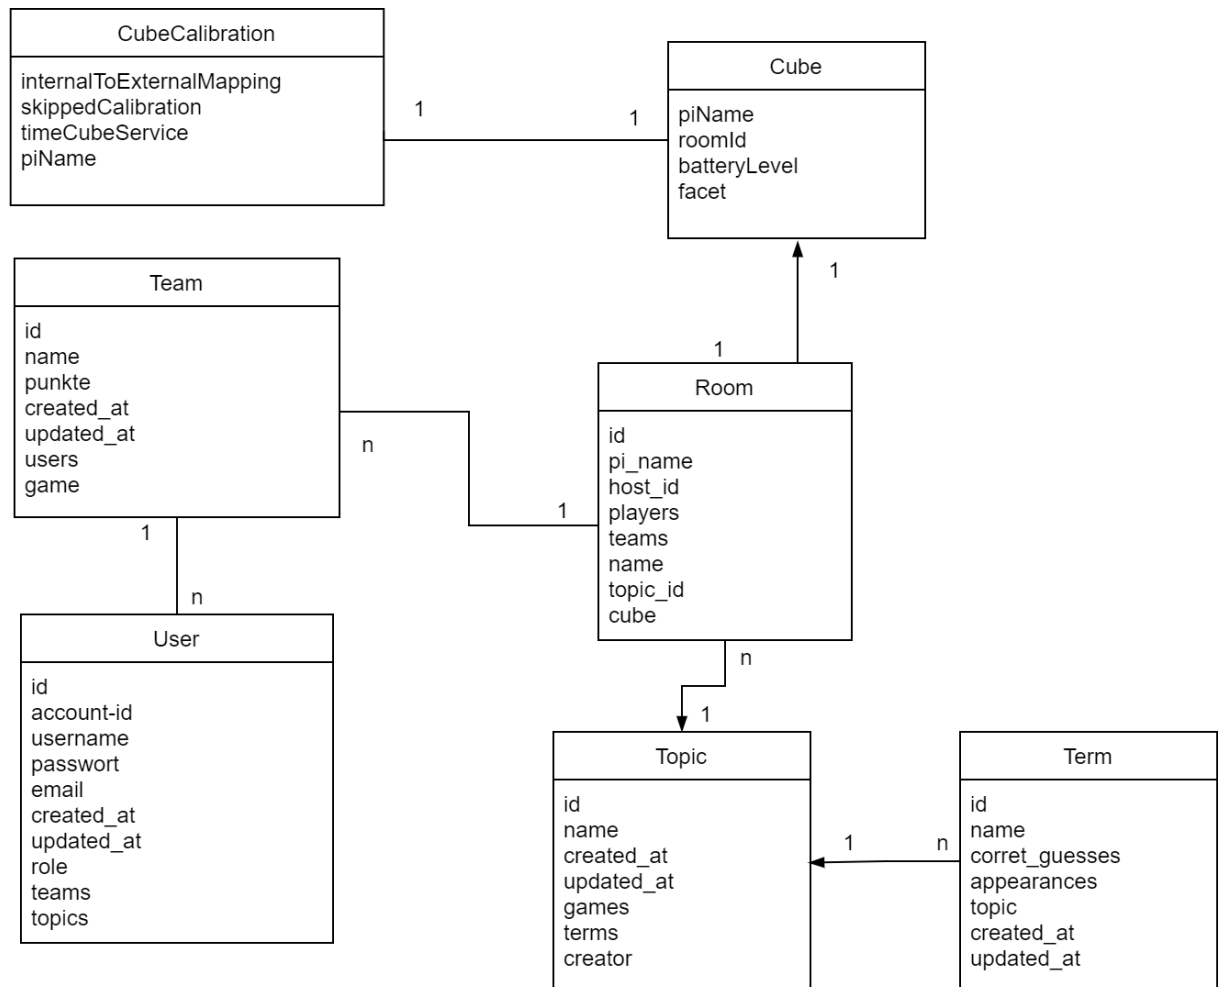 CubeCalibration
internalToExternalMapping
skippedCalibration
timeCubeService
piName
1
1
Cube
piName
roomId
batteryLevel
facet
1
1
Team
id
name
punkte
created_at
updated_at
users
game
n
1
Room
id
pi_name
host_id
players
teams
name
topic_id
cube
1
n
User
id
account-id
username
passwort
email
created_at
updated_at
role
teams
topics
n
1
Topic
id
name
created_at
updated_at
games
terms
creator
1
n
Term
id
name
corret_guesses
appearances
topic
created_at
updated_at